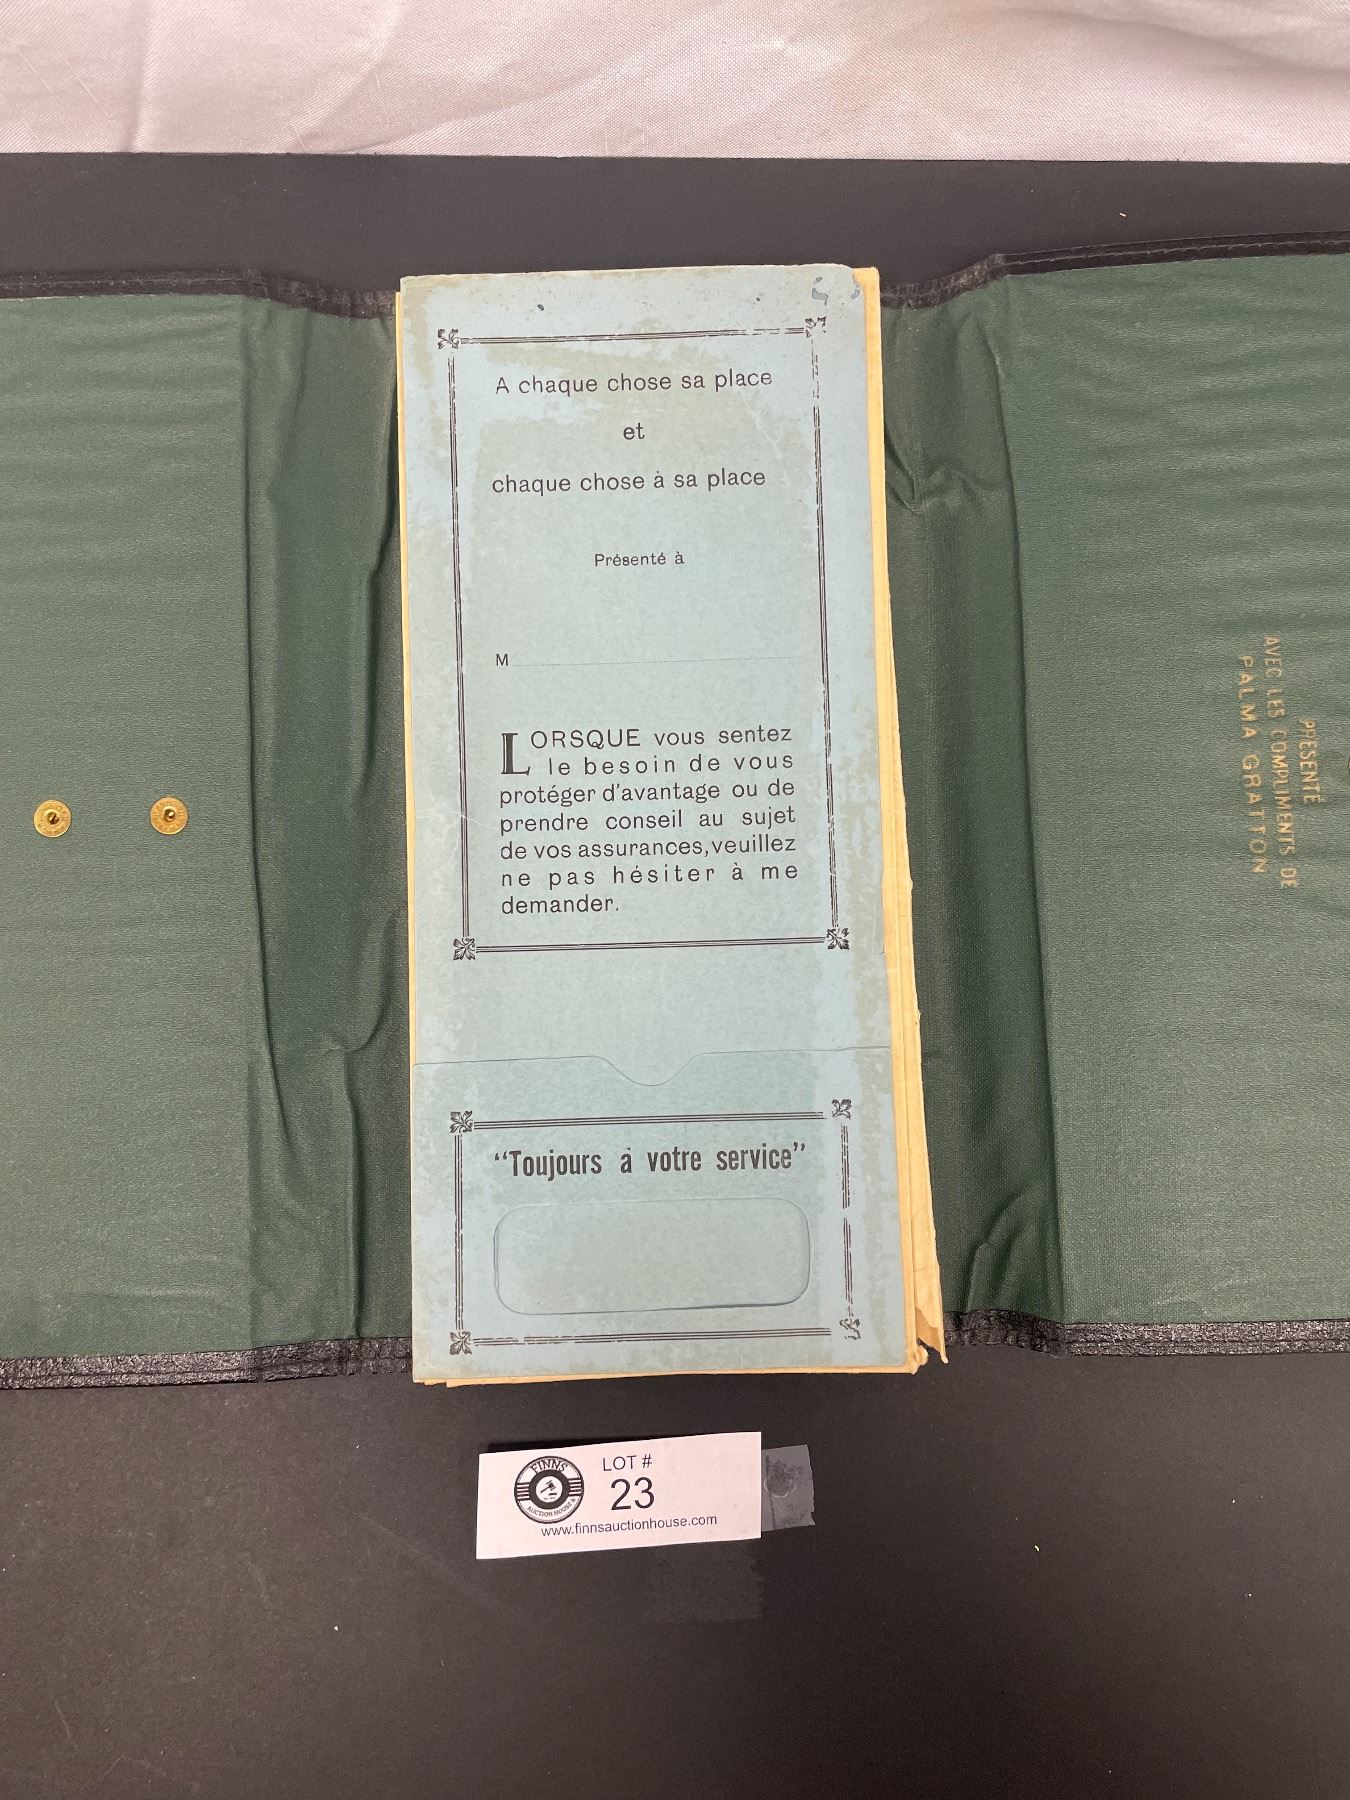 A chaque chose sa place
et
chaque chose à sa place
Présenté à
M
LORSQUE vous sentez
le besoin de vous
protéger d'avantage ou de
prendre conseil au sujet
de vos assurances, veuillez
ne pas hésiter à me
demander.
"Toujours à votre service"
PRÉSENTÉ
AVEC LES COMPLIMENTS DE
PALMA GRATTON
FINNS
AUCTION HOUSE
LOT #
23
www.finnsauctionhouse.com